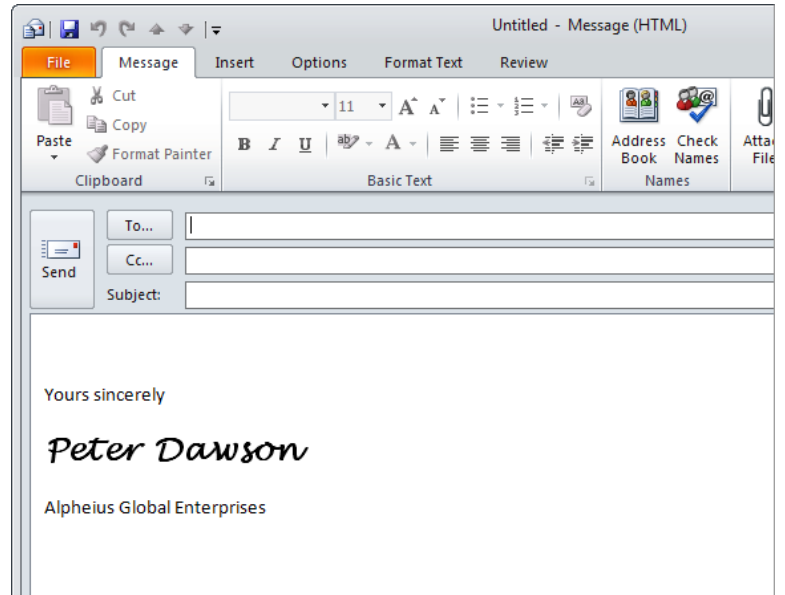 Untitled - Message (HTML)
File Message Insert Options Format Text Review
Cut
Copy
Format Painter
Paste
Clipboard
11
B I U
Basic Text
Address Book
Check Names
Names
To...
Cc...
Send
Subject:
Yours sincerely
Peter Dawson
Alpheius Global Enterprises